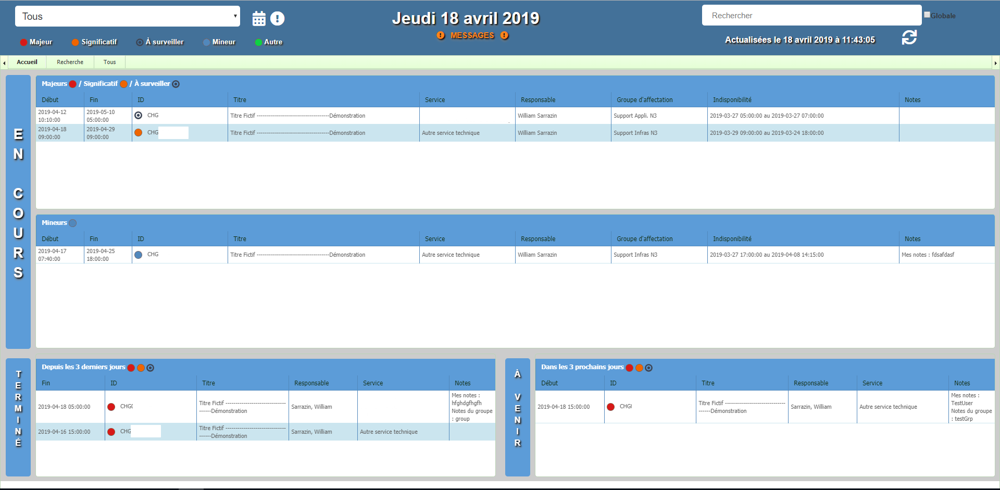 Tous
Jeudi 18 avril 2019
Rechercher
Globale
MESSAGES
Actualisées le 18 avril 2019 à 11:43:05
Majeur
Significatif
À surveiller
Mineur
Autre
Accueil
Recherche
Tous
EN COURS
Majeurs / Significatif / À surveiller
Début Fin ID Titre Service Responsable Groupe d'affectation Indisponibilité Notes
2019-04-12 10:10:00
2019-05-10 05:00:00
CHG
Titre Fictif ------------------------------------Démonstration
William Sarrazin
Support Appli. N3
2019-03-27 05:00:00 au 2019-03-27 07:00:00
2019-04-18 09:00:00
2019-04-29 09:00:00
CHG
Titre Fictif ------------------------------------Démonstration
Autre service technique
William Sarrazin
Support Infras N3
2019-03-29 09:00:00 au 2019-03-24 18:00:00
Mineurs
Début Fin ID Titre Service Responsable Groupe d'affectation Indisponibilité Notes
2019-04-17 07:40:00
2019-04-25 18:00:00
CHG
Titre Fictif ------------------------------------Démonstration
Autre service technique
William Sarrazin
Support Infras N3
2019-03-27 17:00:00 au 2019-04-08 14:15:00
Mes notes : fdsafdasf
TERMINÉ
Depuis les 3 derniers jours
Fin ID Titre Responsable Service Notes
2019-04-18 05:00:00
CHG
Titre Fictif ------------------------------
------Démonstration
Sarrazin, William
Mes notes :
hfghdgfhgfh
Notes du groupe
: group
2019-04-16 15:00:00
CHG
Titre Fictif ------------------------------
------Démonstration
Sarrazin, William
Autre service technique
À VENIR
Dans les 3 prochains jours
Début ID Titre Responsable Service Notes
2019-04-18 15:00:00
CHG
Titre Fictif ------------------------------
------Démonstration
Sarrazin, William
Autre service technique
Mes notes :
TestUser
Notes du groupe
: testGrp